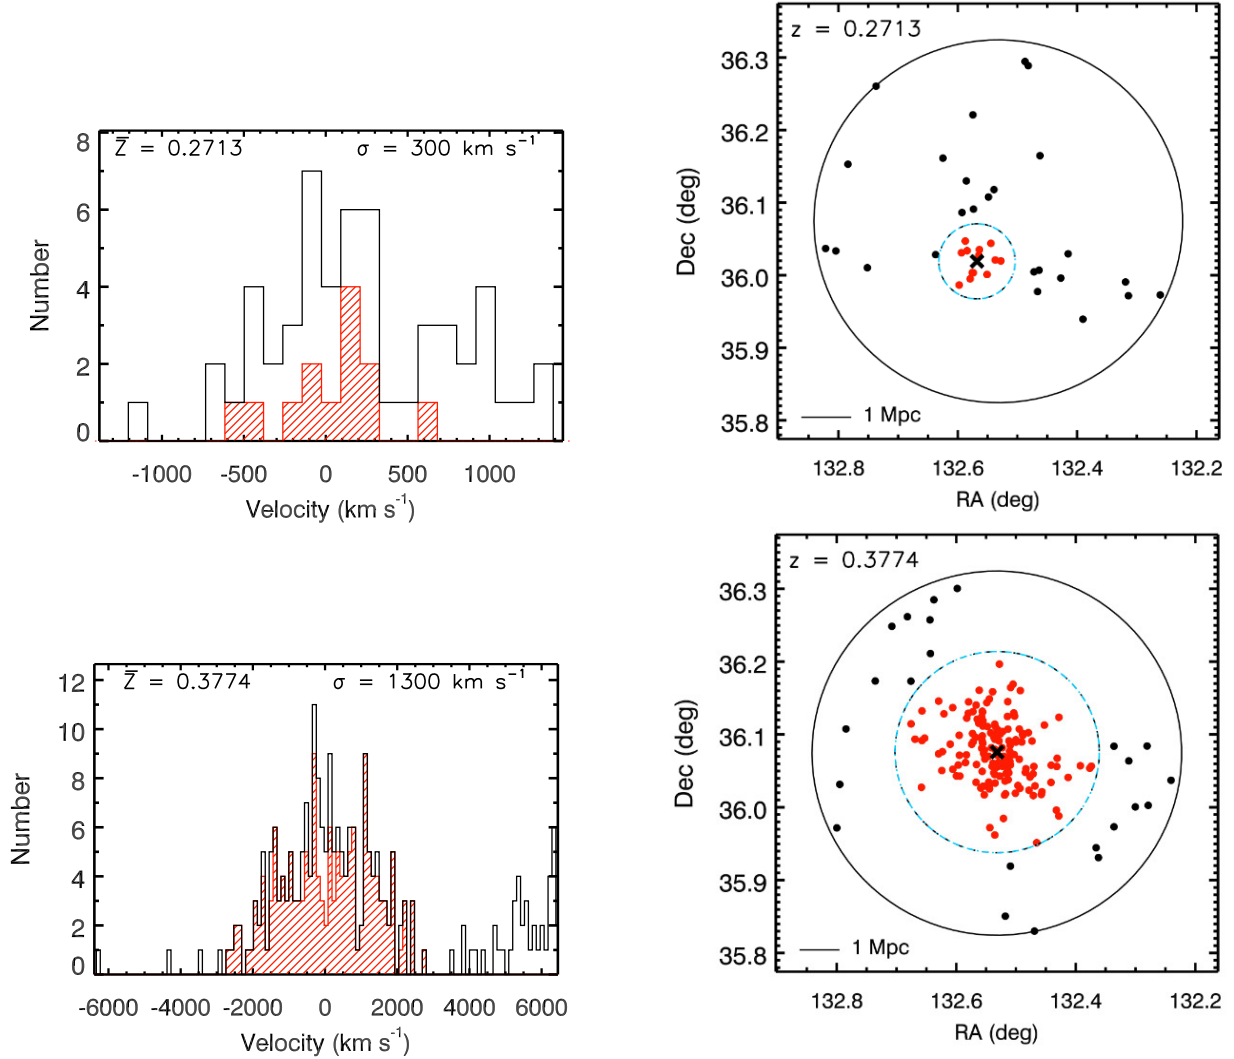 Z̅ = 0.2713 σ = 300 km s⁻¹
8
6
4
2
0
Number
-1000 -500 0 500 1000
Velocity (km s⁻¹)
z = 0.2713
36.3
36.2
36.1
36.0
35.9
35.8
Dec (deg)
1 Mpc
132.8 132.6 132.4 132.2
RA (deg)
Z̅ = 0.3774 σ = 1300 km s⁻¹
12
10
8
6
4
2
0
Number
-6000 -4000 -2000 0 2000 4000 6000
Velocity (km s⁻¹)
z = 0.3774
36.3
36.2
36.1
36.0
35.9
35.8
Dec (deg)
1 Mpc
132.8 132.6 132.4 132.2
RA (deg)